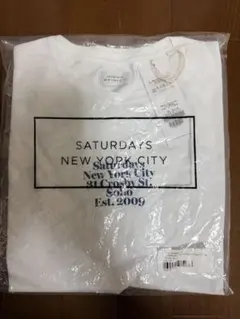 SATURDAYS
NEW YORK CITY
Saturdays
New York City
31 Crosby St.
Soho
Est. 2009